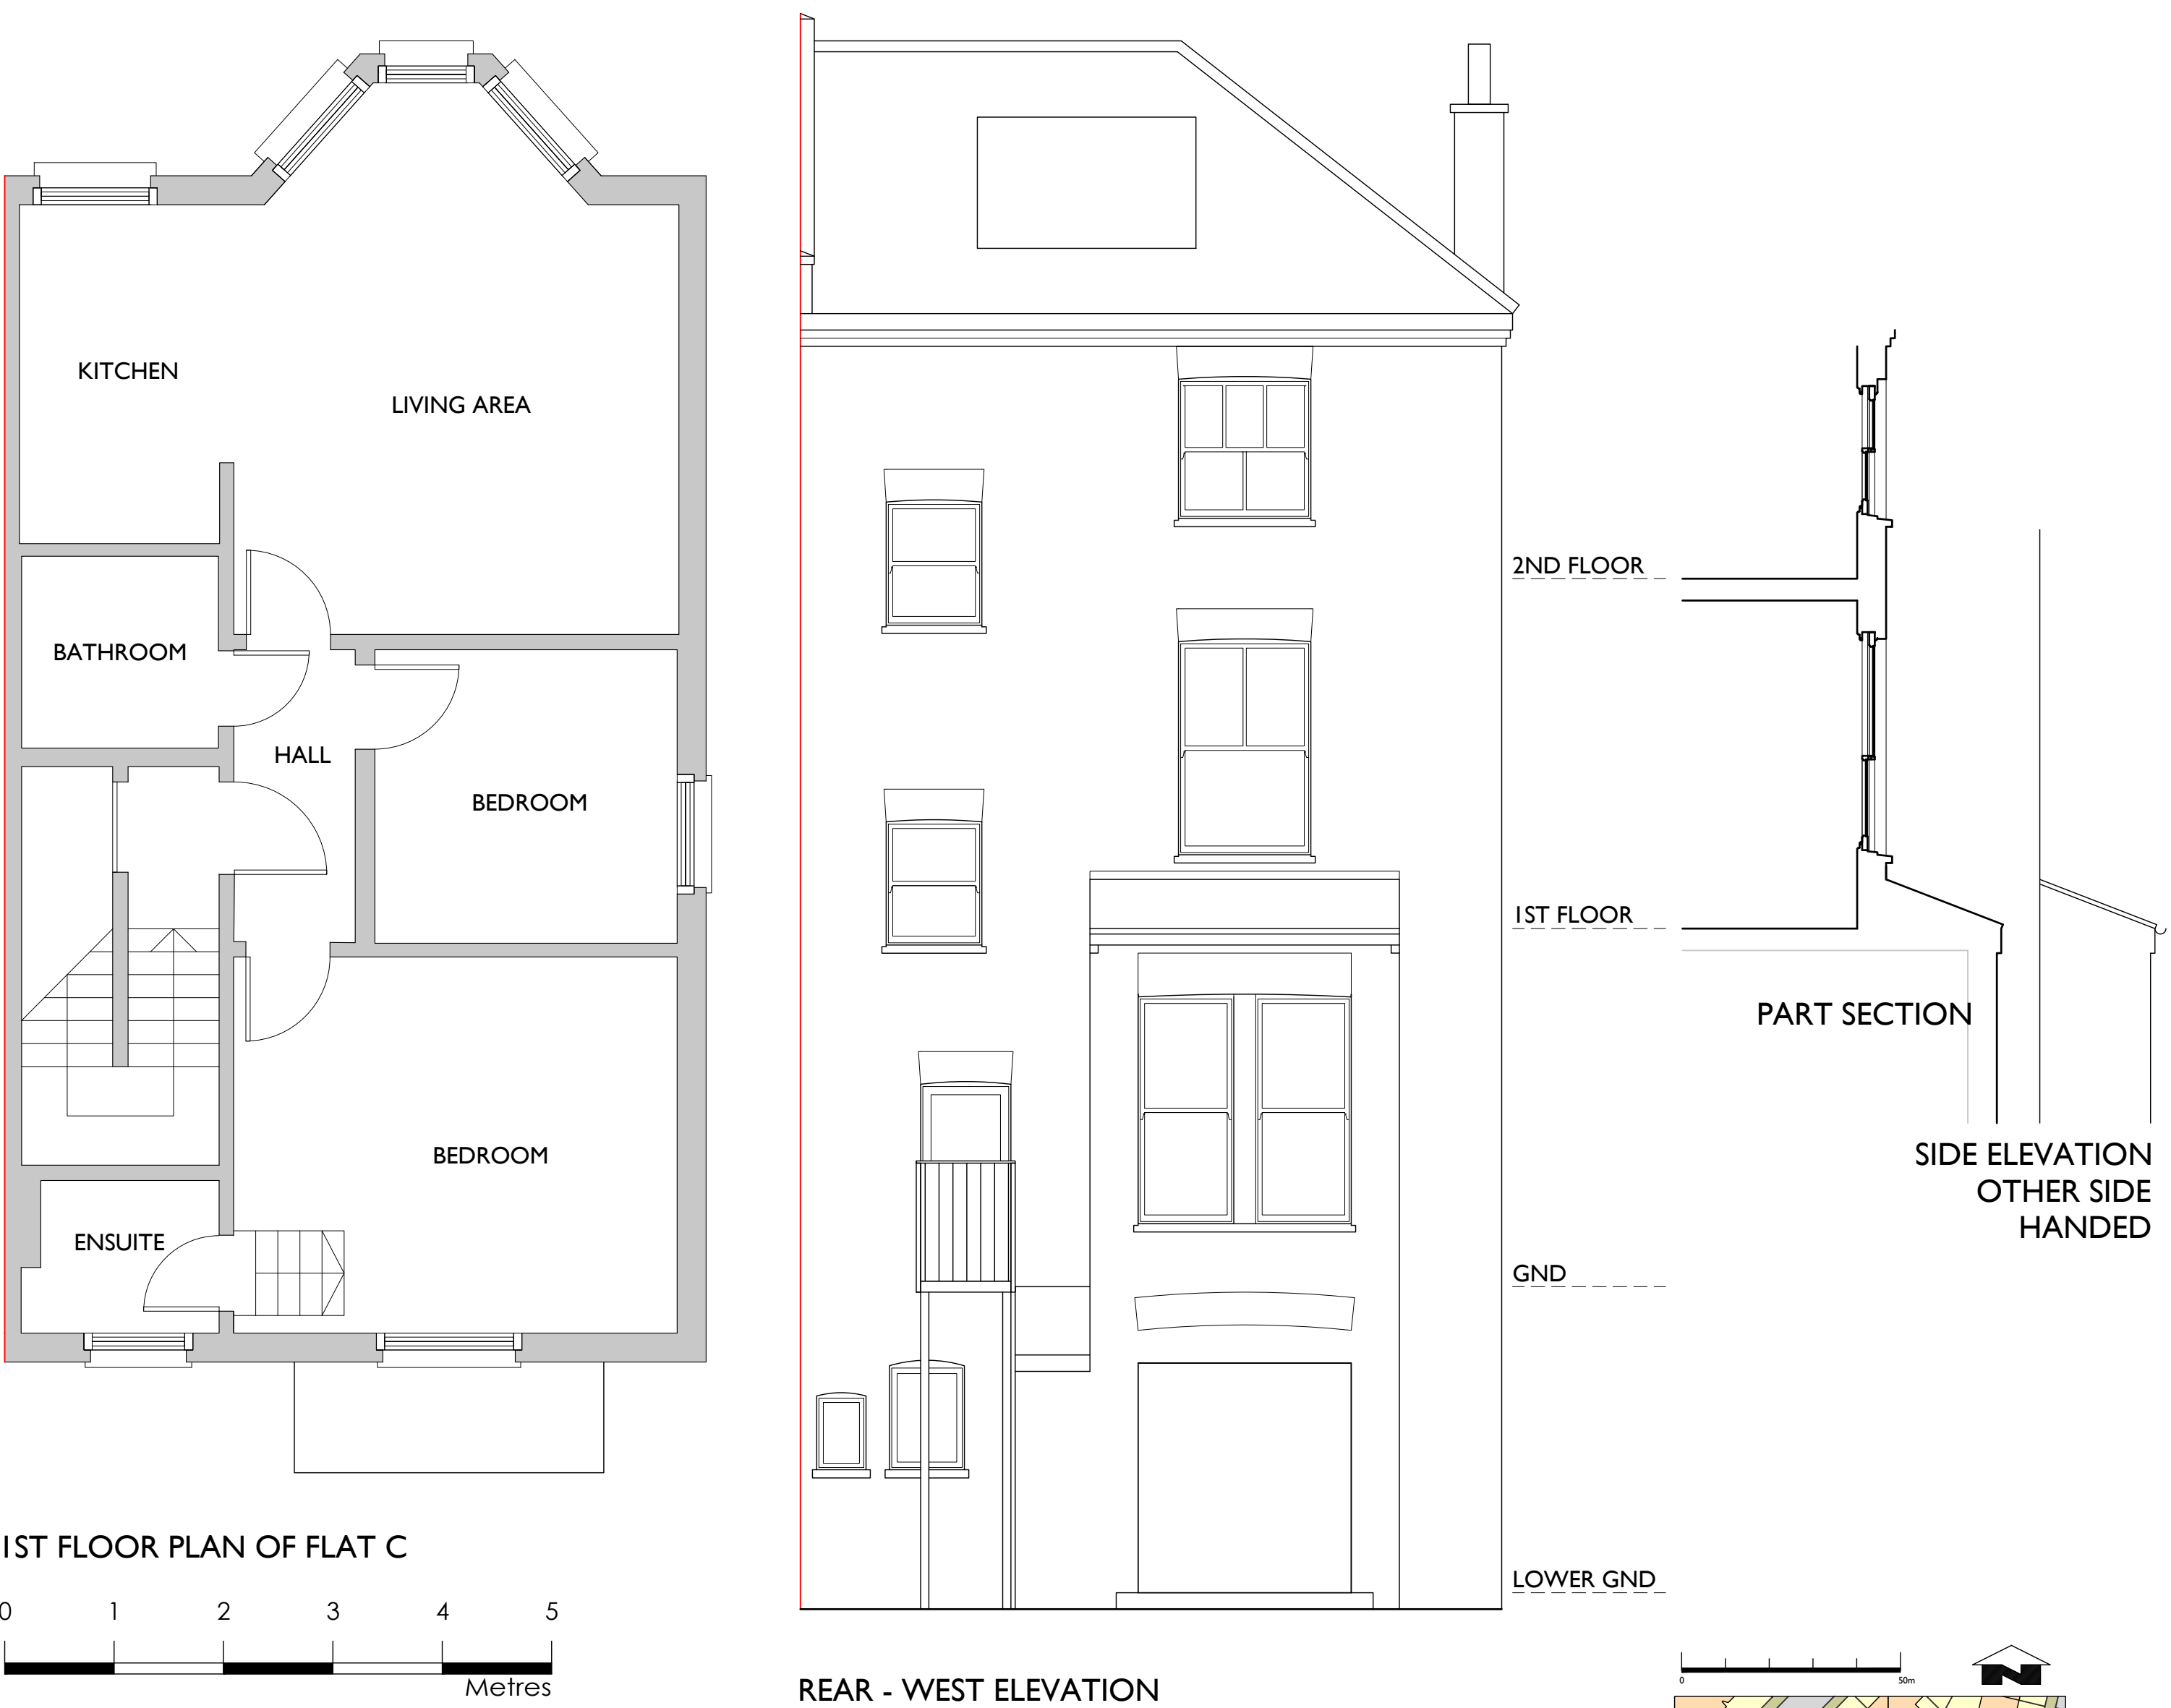 KITCHEN
LIVING AREA
BATHROOM
HALL
BEDROOM
BEDROOM
ENSUITE
1ST FLOOR PLAN OF FLAT C
0 1 2 3 4 5
Metres
2ND FLOOR
1ST FLOOR
GND
LOWER GND
REAR - WEST ELEVATION
PART SECTION
SIDE ELEVATION
OTHER SIDE
HANDED
0 50m
N